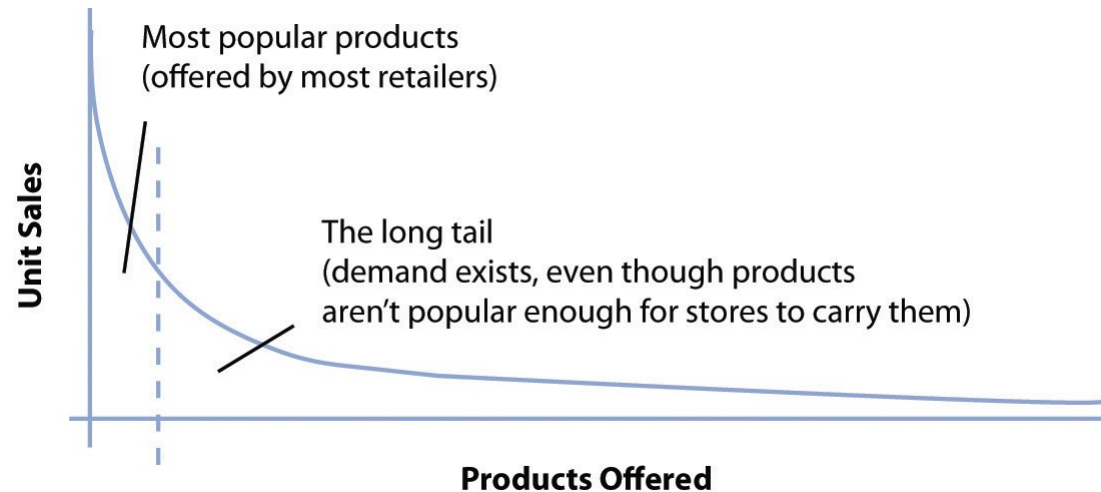 Most popular products
(offered by most retailers)
Unit Sales
The long tail
(demand exists, even though products
aren’t popular enough for stores to carry them)
Products Offered